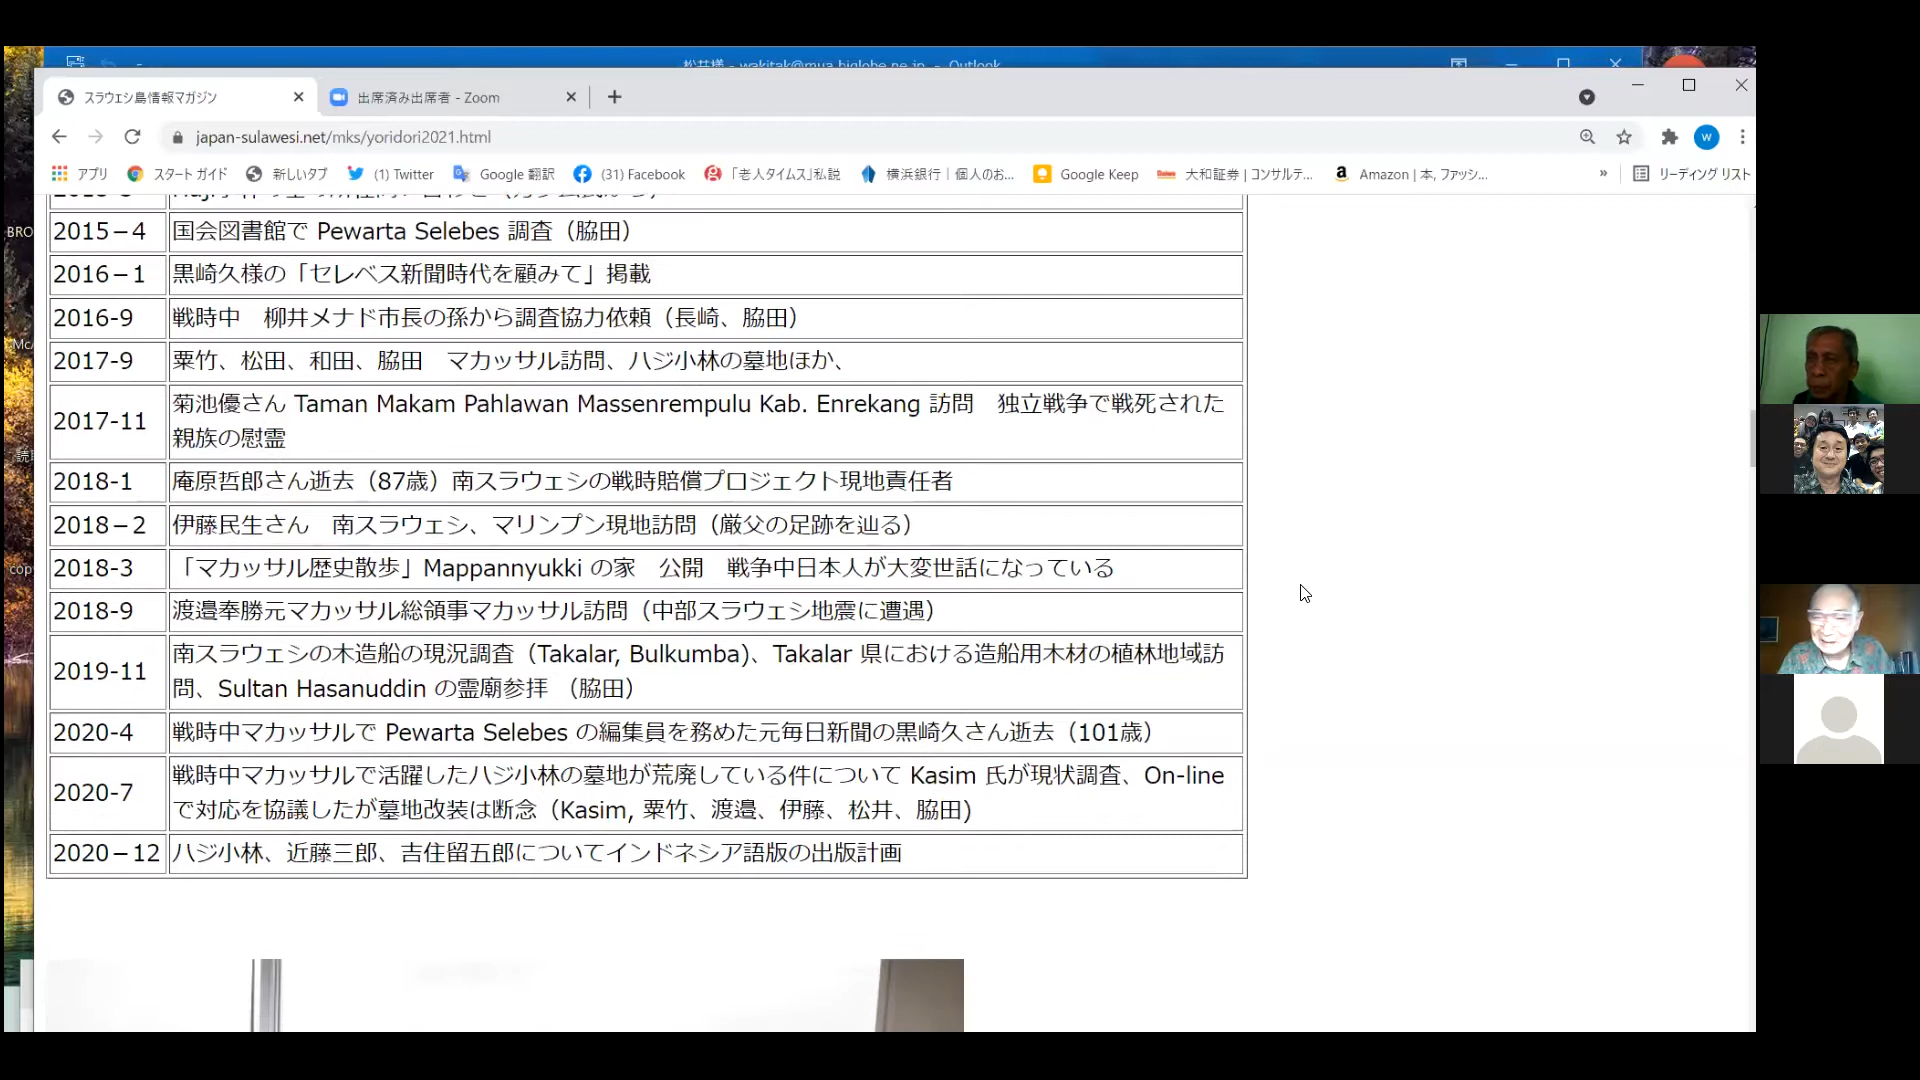 松井様 - wakitak@mua.biglobe.ne.jp - Outlook
スラウェシ島情報マガジン
出席済み出席者 - Zoom
japan-sulawesi.net/mks/yoridori2021.html
W
アプリ
スタート ガイド
新しいタブ
(1) Twitter
Google 翻訳
(31) Facebook
「老人タイムス」私説
横浜銀行｜個人のお...
Google Keep
大和証券 | コンサルテ...
Amazon | 本, ファッシ...
»
リーディング リスト
2015－4 国会図書館で Pewarta Selebes 調査（脇田）
2016－1 黒崎久様の「セレベス新聞時代を顧みて」掲載
2016-9 戦時中　柳井メナド市長の孫から調査協力依頼（長崎、脇田）
2017-9 粟竹、松田、和田、脇田　マカッサル訪問、ハジ小林の墓地ほか、
2017-11 菊池優さん Taman Makam Pahlawan Massenrempulu Kab. Enrekang 訪問　独立戦争で戦死された
親族の慰霊
2018-1 庵原哲郎さん逝去（87歳）南スラウェシの戦時賠償プロジェクト現地責任者
2018－2 伊藤民生さん　南スラウェシ、マリンプン現地訪問（厳父の足跡を辿る）
2018-3 「マカッサル歴史散歩」Mappannyukki の家　公開　戦争中日本人が大変世話になっている
2018-9 渡邉奉勝元マカッサル総領事マカッサル訪問（中部スラウェシ地震に遭遇）
2019-11 南スラウェシの木造船の現況調査（Takalar, Bulkumba)、Takalar 県における造船用木材の植林地域訪
問、Sultan Hasanuddin の霊廟参拝 （脇田）
2020-4 戦時中マカッサルで Pewarta Selebes の編集員を務めた元毎日新聞の黒崎久さん逝去（101歳）
2020-7 戦時中マカッサルで活躍したハジ小林の墓地が荒廃している件について Kasim 氏が現状調査、On-line
で対応を協議したが墓地改装は断念（Kasim, 粟竹、渡邉、伊藤、松井、脇田)
2020－12 ハジ小林、近藤三郎、吉住留五郎についてインドネシア語版の出版計画